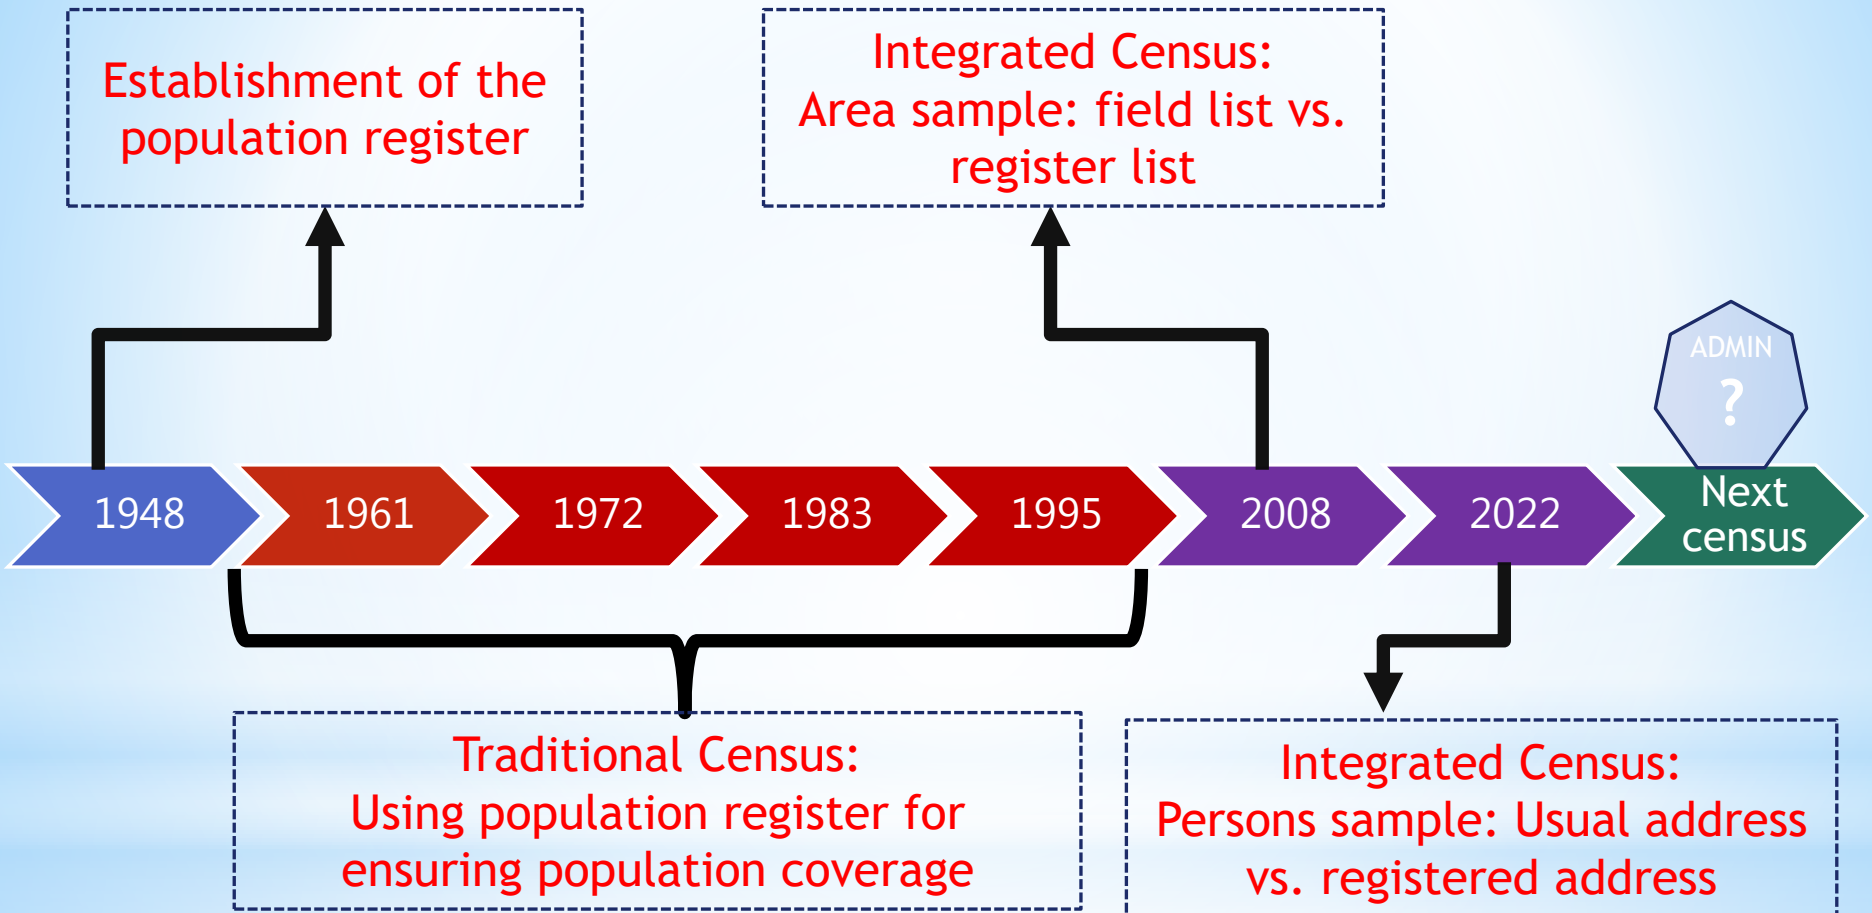 Establishment of the
population register
Integrated Census:
Area sample: field list vs.
register list
ADMIN
?
1948
1961
1972
1983
1995
2008
2022
Next
census
Traditional Census:
Using population register for
ensuring population coverage
Integrated Census:
Persons sample: Usual address
vs. registered address